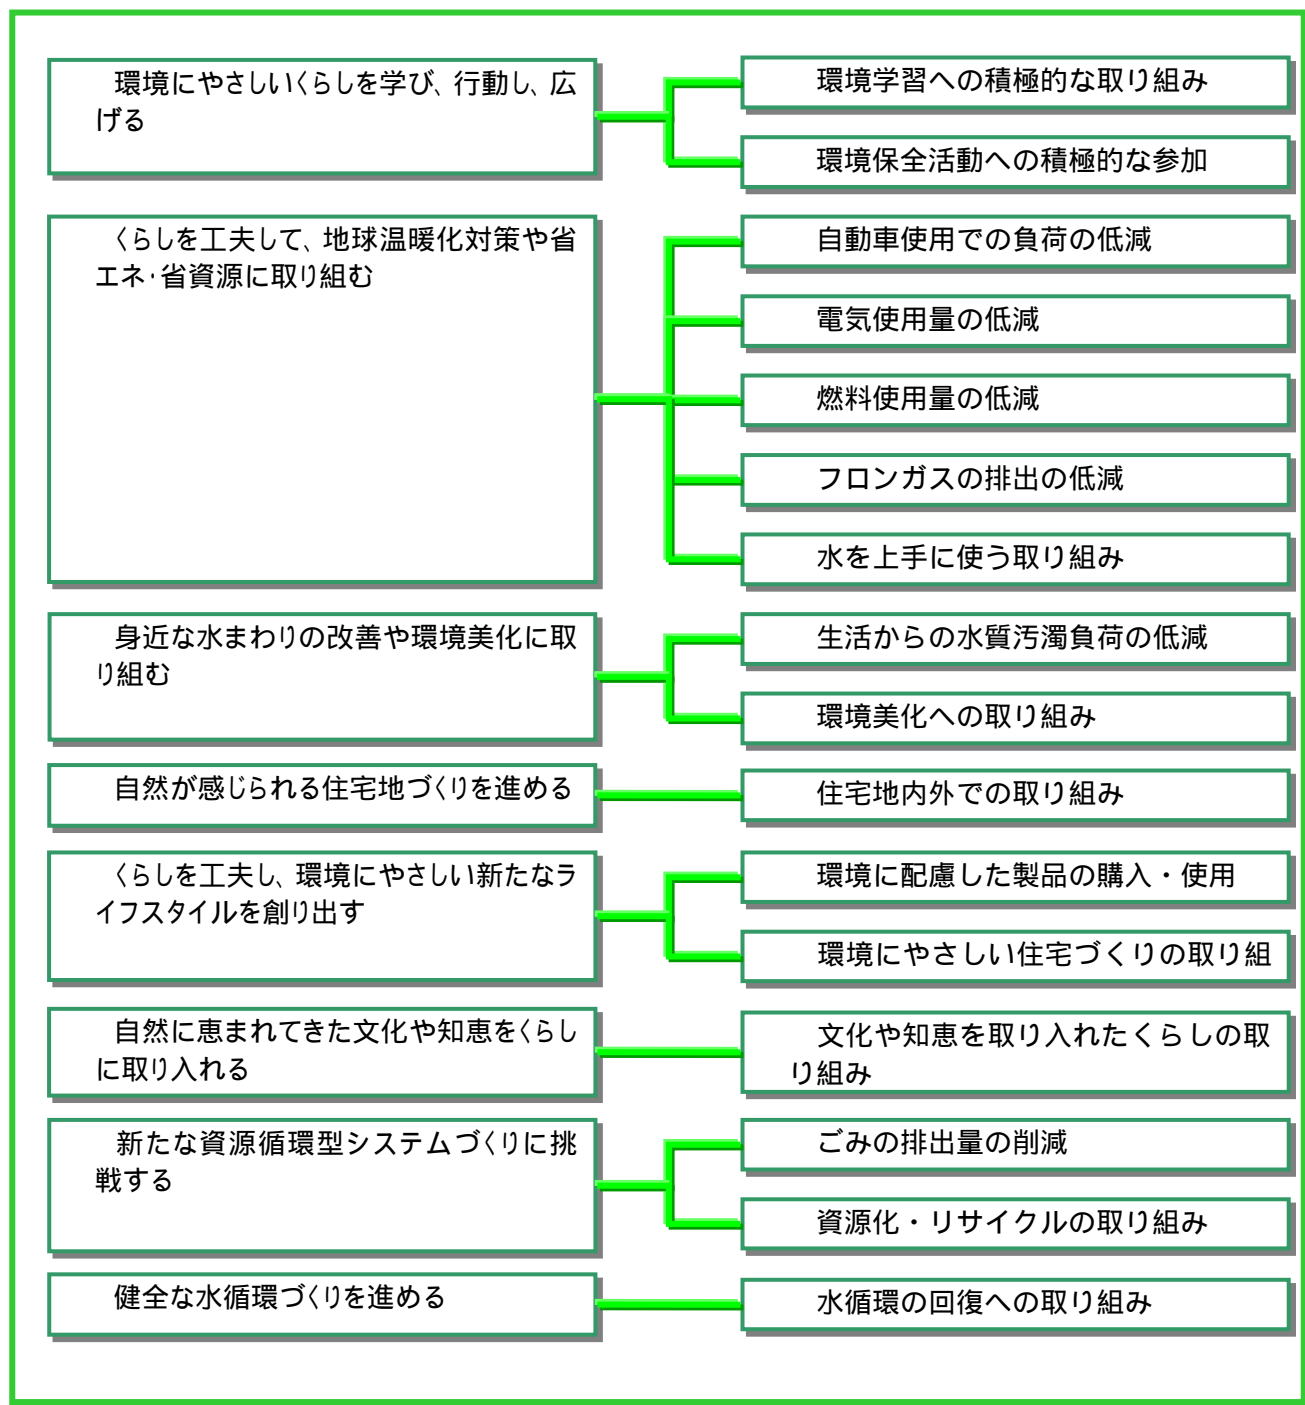 環境にやさしいくらしを学び、行動し、広
げる
環境学習への積極的な取り組み
環境保全活動への積極的な参加
くらしを工夫して、地球温暖化対策や省
エネ・省資源に取り組む
自動車使用での負荷の低減
電気使用量の低減
燃料使用量の低減
フロンガスの排出の低減
水を上手に使う取り組み
身近な水まわりの改善や環境美化に取
り組む
生活からの水質汚濁負荷の低減
環境美化への取り組み
自然が感じられる住宅地づくりを進める
住宅地内外での取り組み
くらしを工夫し、環境にやさしい新たなラ
イフスタイルを創り出す
環境に配慮した製品の購入・使用
環境にやさしい住宅づくりの取り組
自然に恵まれてきた文化や知恵をくらし
に取り入れる
文化や知恵を取り入れたくらしの取
り組み
新たな資源循環型システムづくりに挑
戦する
ごみの排出量の削減
資源化・リサイクルの取り組み
健全な水循環づくりを進める
水循環の回復への取り組み